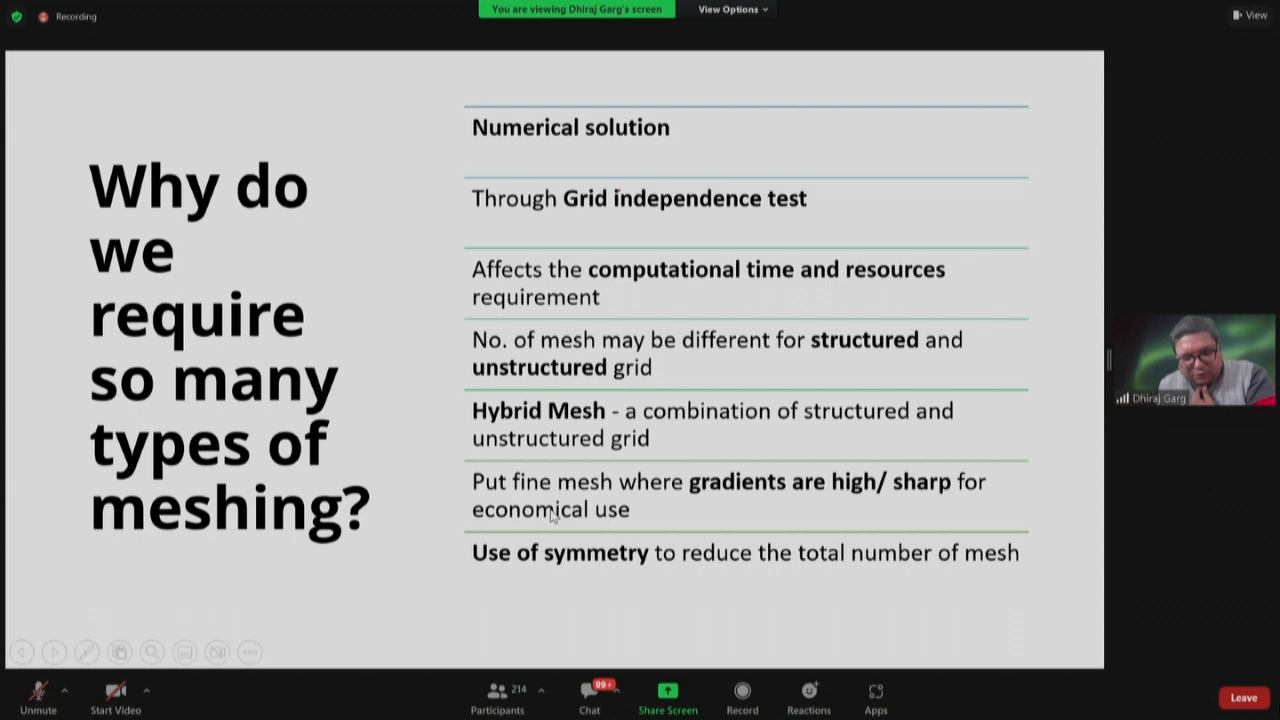 Recording
You are viewing Dhiraj Garg's screen
View Options
View
Why do
we
require
so many
types of
meshing?
Numerical solution
Through Grid independence test
Affects the computational time and resources
requirement
No. of mesh may be different for structured and
unstructured grid
Hybrid Mesh - a combination of structured and
unstructured grid
Put fine mesh where gradients are high/ sharp for
economical use
Use of symmetry to reduce the total number of mesh
Dhiraj Garg
Unmute
Start Video
214
Participants
99+
Chat
Share Screen
Record
Reactions
Apps
Leave